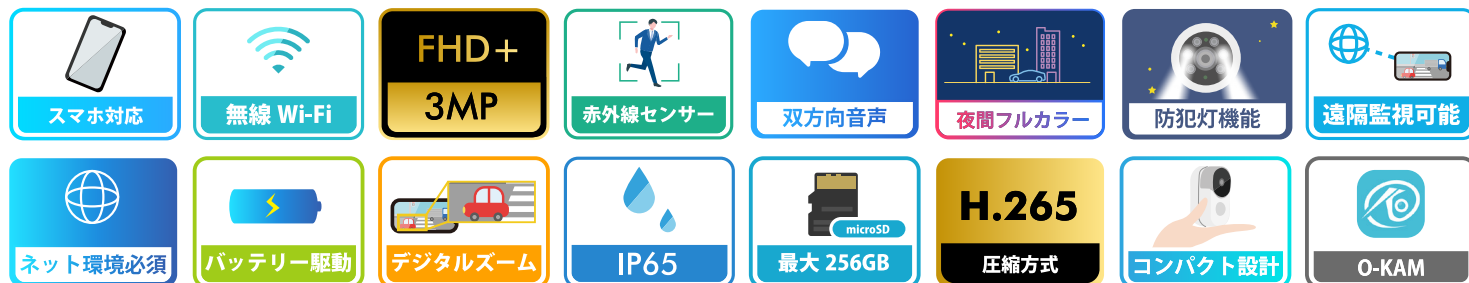 スマホ対応
無線 Wi-Fi
FHD+
3MP
赤外線センサー
双方向音声
夜間フルカラー
防犯灯機能
遠隔監視可能
ネット環境必須
バッテリー駆動
デジタルズーム
IP65
microSD
最大 256GB
H.265
圧縮方式
コンパクト設計
O-KAM